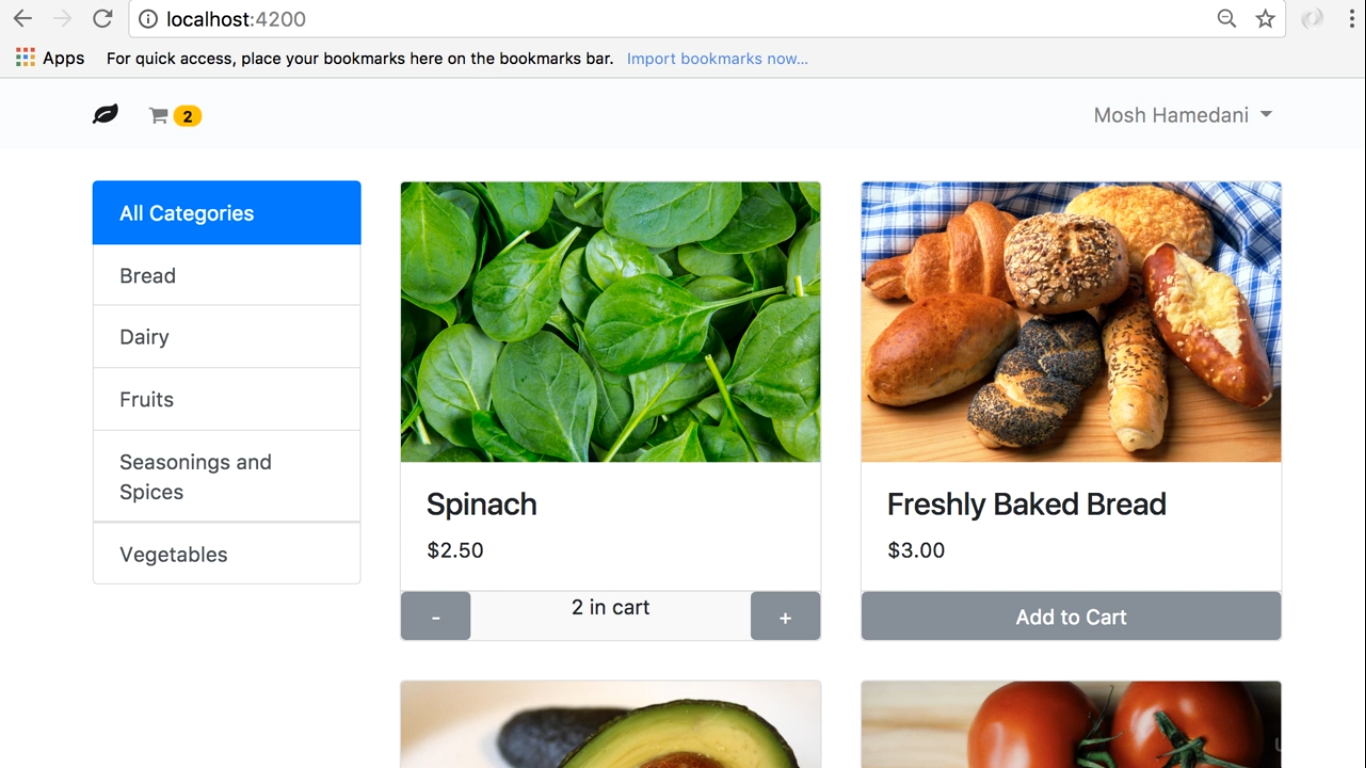 localhost:4200
Apps For quick access, place your bookmarks here on the bookmarks bar. Import bookmarks now...
2 Mosh Hamedani
All Categories
Bread
Dairy
Fruits
Seasonings and
Spices
Vegetables
Spinach
$2.50
- 2 in cart +
Freshly Baked Bread
$3.00
Add to Cart